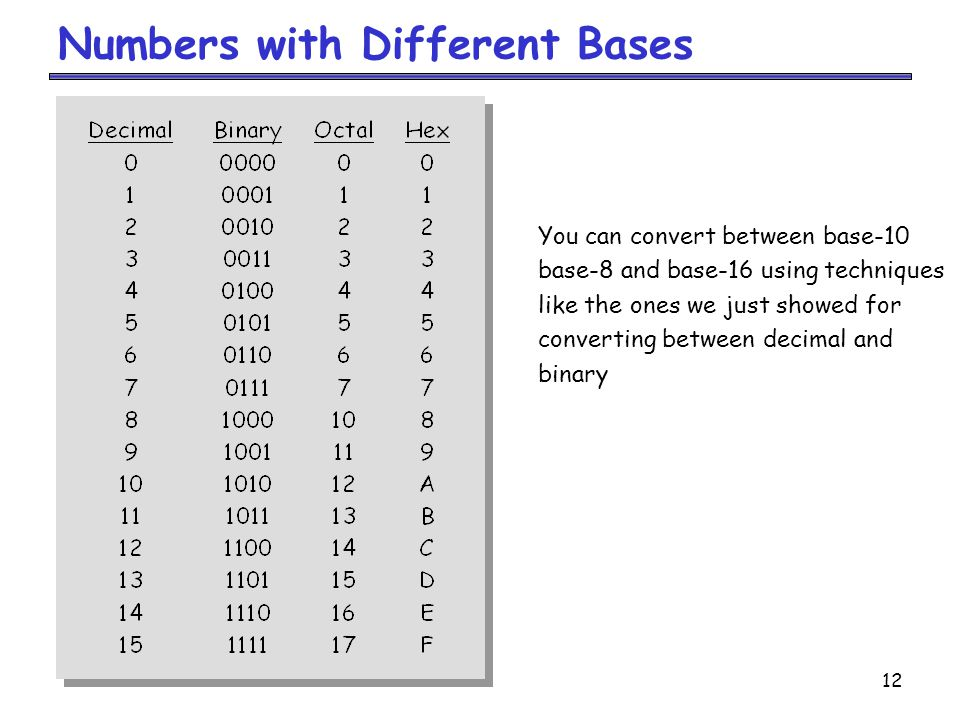 Numbers with Different Bases
Decimal Binary Octal Hex
0 0000 0 0
1 0001 1 1
2 0010 2 2
3 0011 3 3
4 0100 4 4
5 0101 5 5
6 0110 6 6
7 0111 7 7
8 1000 10 8
9 1001 11 9
10 1010 12 A
11 1011 13 B
12 1100 14 C
13 1101 15 D
14 1110 16 E
15 1111 17 F
You can convert between base-10
base-8 and base-16 using techniques
like the ones we just showed for
converting between decimal and
binary
12